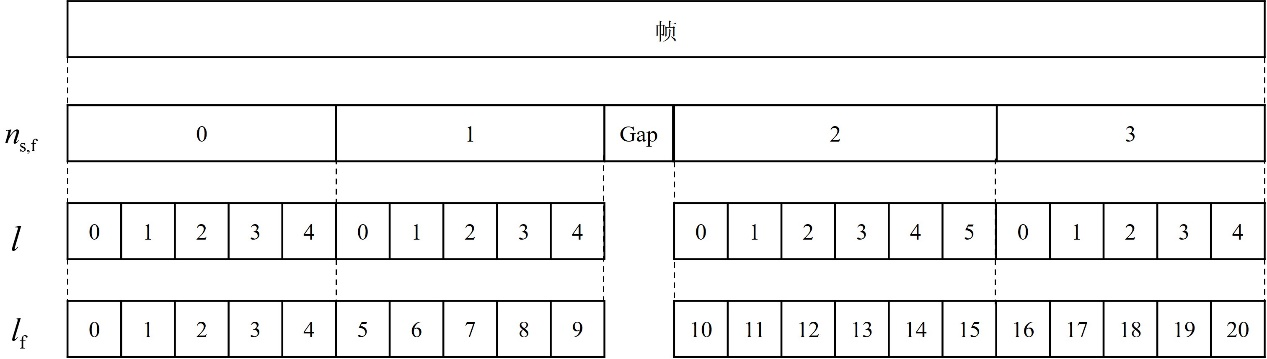 帧
n_s,f 0 1 Gap 2 3
l 0 1 2 3 4 0 1 2 3 4 0 1 2 3 4 5 0 1 2 3 4
l_f 0 1 2 3 4 5 6 7 8 9 10 11 12 13 14 15 16 17 18 19 20